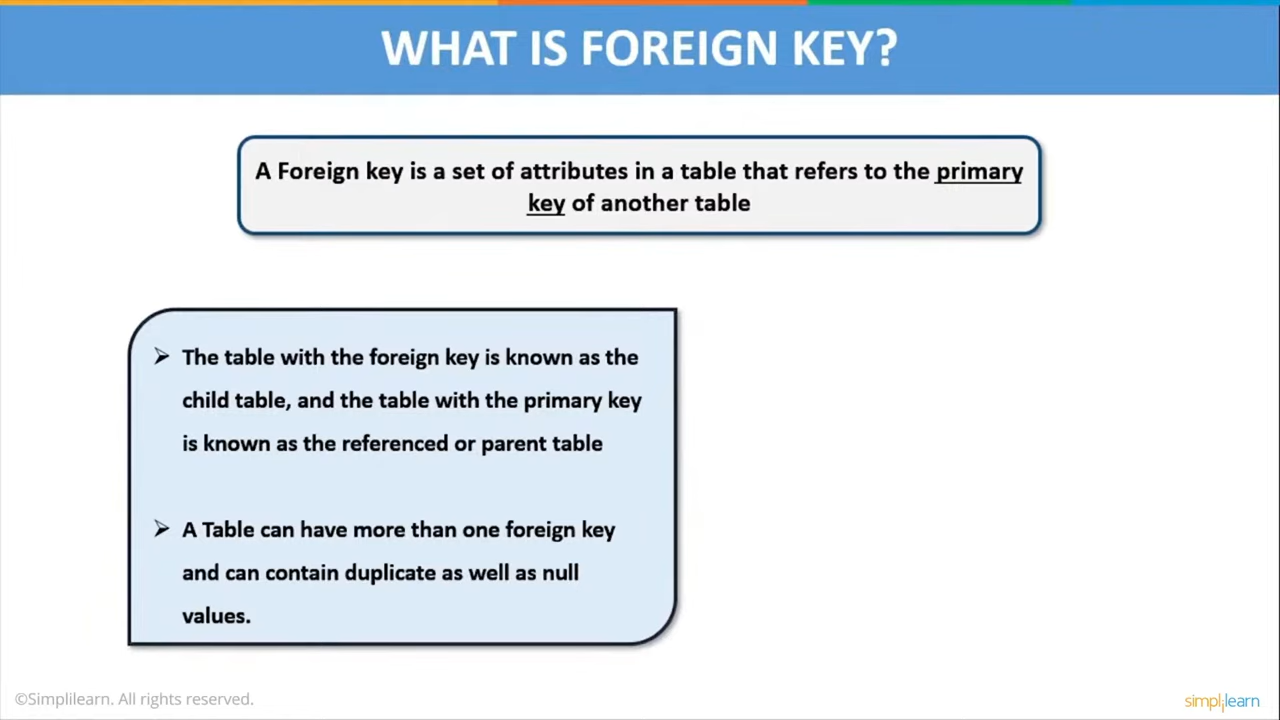 WHAT IS FOREIGN KEY?
A Foreign key is a set of attributes in a table that refers to the primary
key of another table
➢ The table with the foreign key is known as the
child table, and the table with the primary key
is known as the referenced or parent table
➢ A Table can have more than one foreign key
and can contain duplicate as well as null
values.
©Simplilearn. All rights reserved.
simplilearn